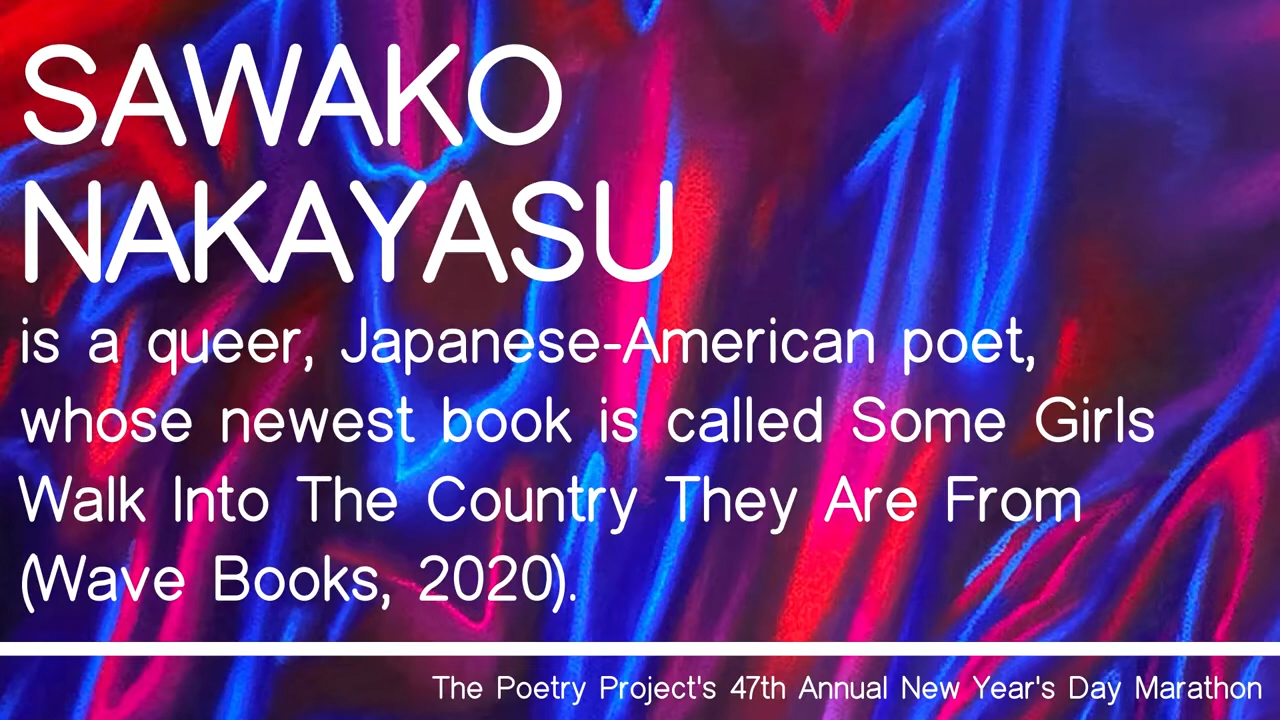 SAWAKO
NAKAYASU
is a queer, Japanese-American poet,
whose newest book is called Some Girls
Walk Into The Country They Are From
(Wave Books, 2020).
The Poetry Project's 47th Annual New Year's Day Marathon